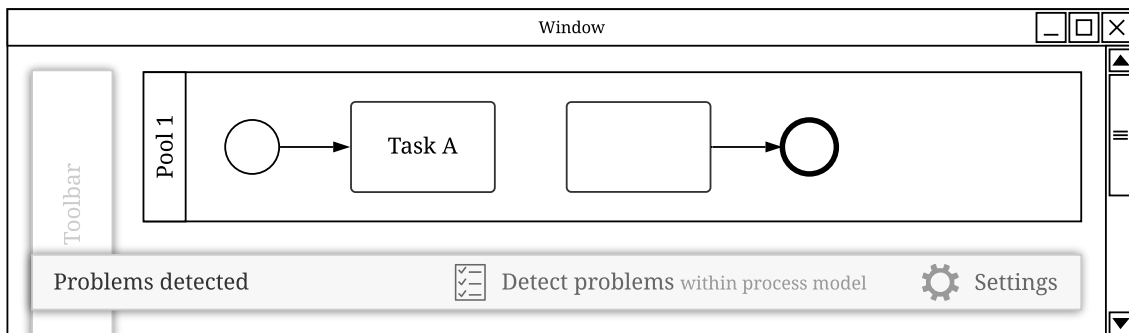 Window
Toolbar
Pool 1
Task A
Problems detected
Detect problems within process model
Settings